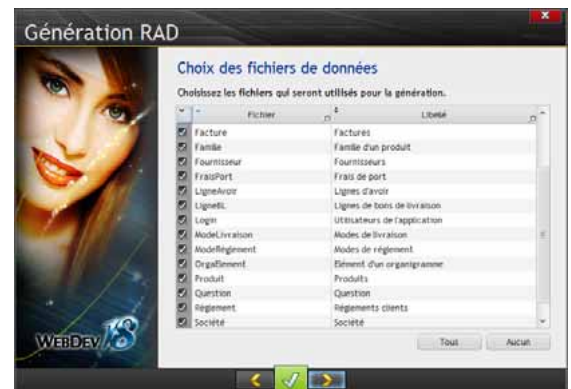 Génération RAD
Choix des fichiers de données
Choisissez les fichiers qui seront utilisés pour la génération.
Fichier Libellé
Facture Factures
Famille Famille d'un produit
Fournisseur Fournisseurs
FraisPort Frais de port
LigneAvoir Lignes d'avoir
LigneBL Lignes de bons de livraison
Login Utilisateurs de l'application
ModeLivraison Modes de livraison
ModeRèglement Modes de règlement
OrgaElement Elément d'un organigramme
Produit Produits
Question Question
Règlement Règlements clients
Société Société
Tous Aucun
WEBDEV 18